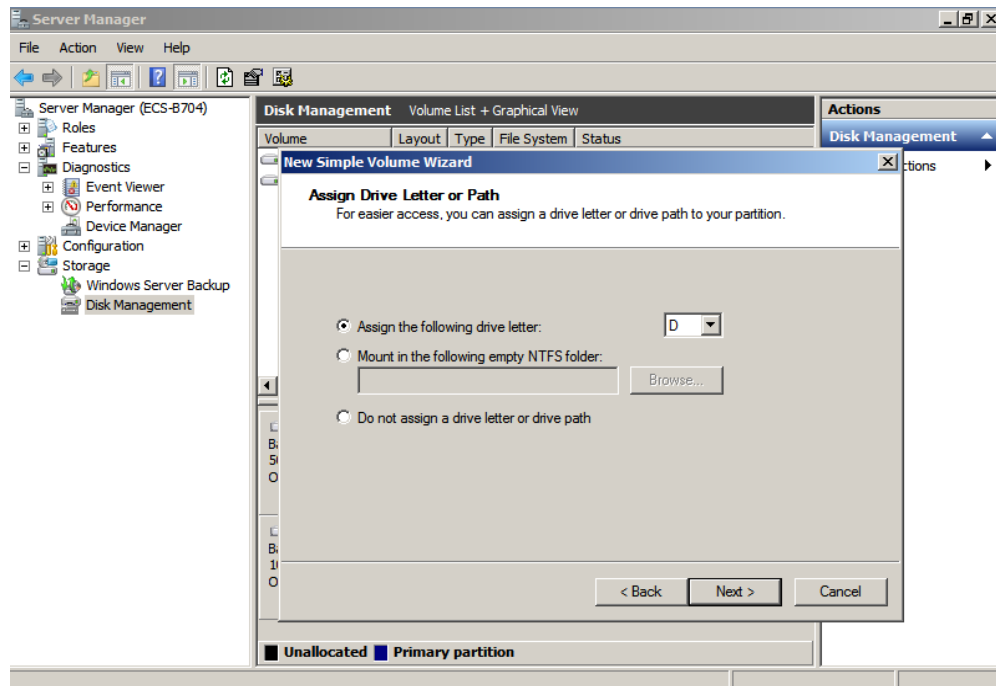 Server Manager
File Action View Help
Server Manager (ECS-B704)
Roles
Features
Diagnostics
Event Viewer
Performance
Device Manager
Configuration
Storage
Windows Server Backup
Disk Management
Disk Management Volume List + Graphical View
Volume Layout Type File System Status
Actions
Disk Management
ctions
New Simple Volume Wizard
Assign Drive Letter or Path
For easier access, you can assign a drive letter or drive path to your partition.
Assign the following drive letter: D
Mount in the following empty NTFS folder:
Browse...
Do not assign a drive letter or drive path
< Back Next > Cancel
Unallocated Primary partition